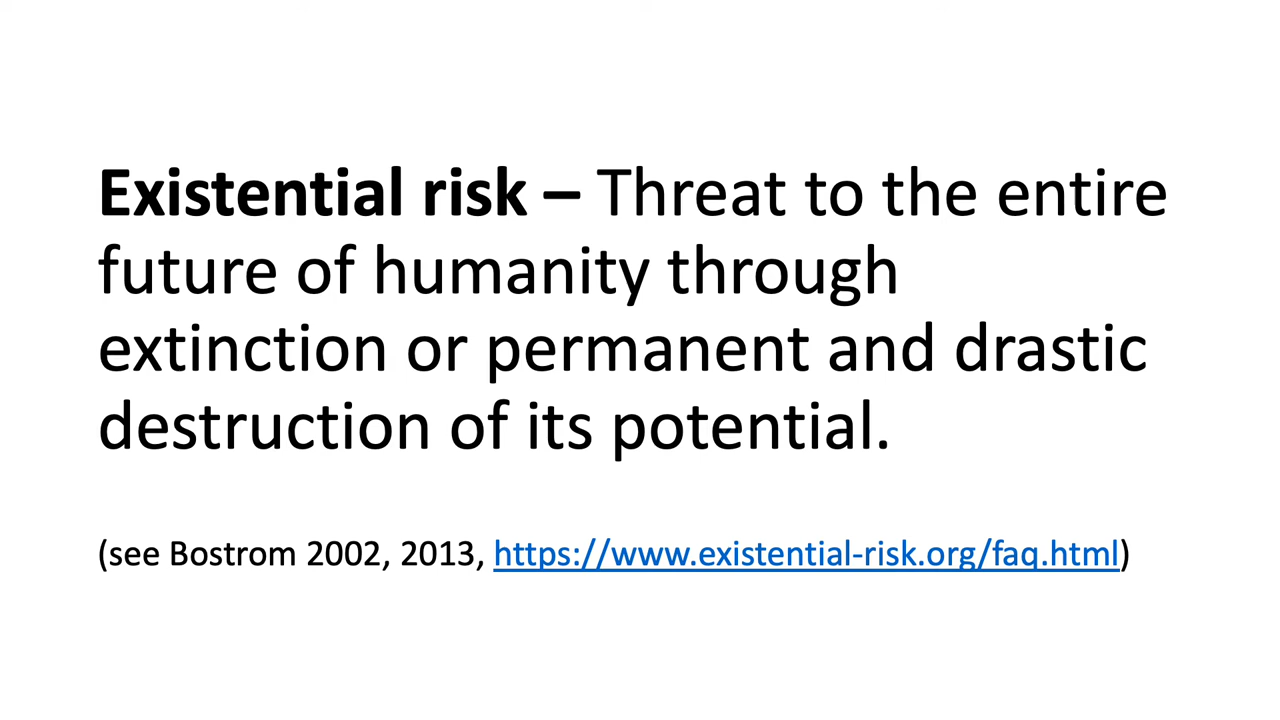 Existential risk – Threat to the entire
future of humanity through
extinction or permanent and drastic
destruction of its potential.
(see Bostrom 2002, 2013, https://www.existential-risk.org/faq.html)